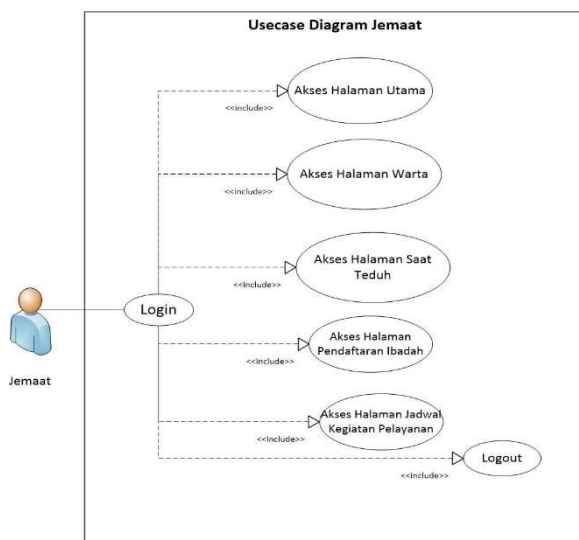 Usecase Diagram Jemaat
Akses Halaman Utama
<<include>>
Akses Halaman Warta
<<include>>
Akses Halaman Saat
Teduh
<<include>>
Login
Jemaat
Akses Halaman
Pendaftaran Ibadah
<<include>>
Akses Halaman Jadwal
Kegiatan Pelayanan
<<include>>
Logout
<<include>>